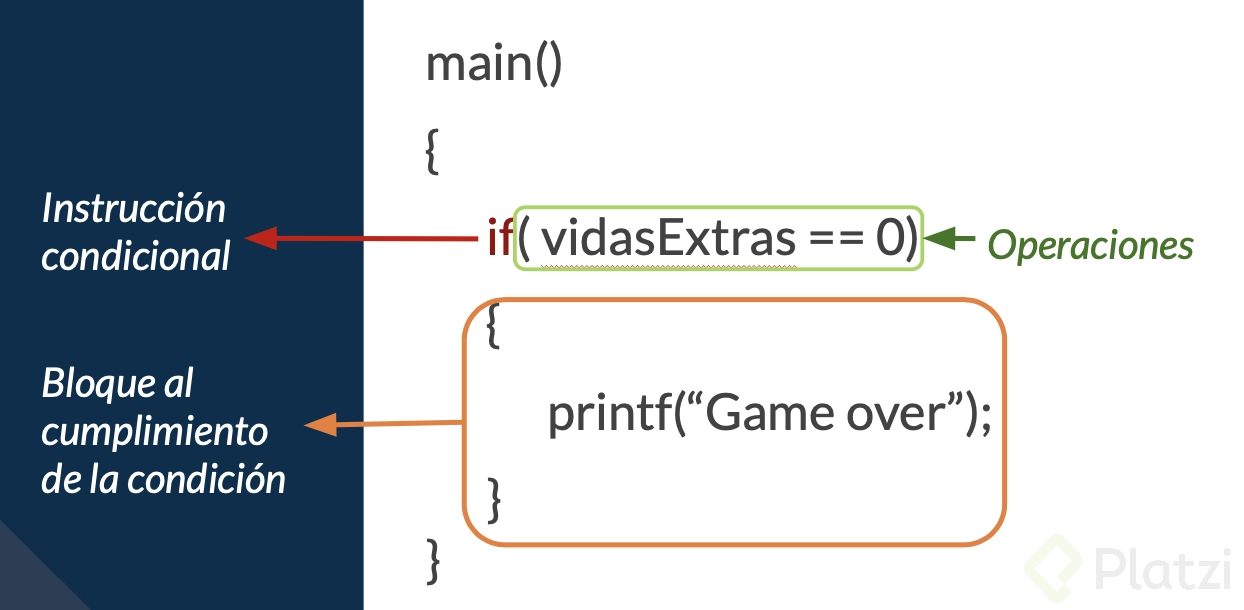 main()
{
Instrucción
condicional
if( vidasExtras == 0)
Operaciones
{
Bloque al
cumplimiento
de la condición
printf(“Game over”);
}
}
Platzi